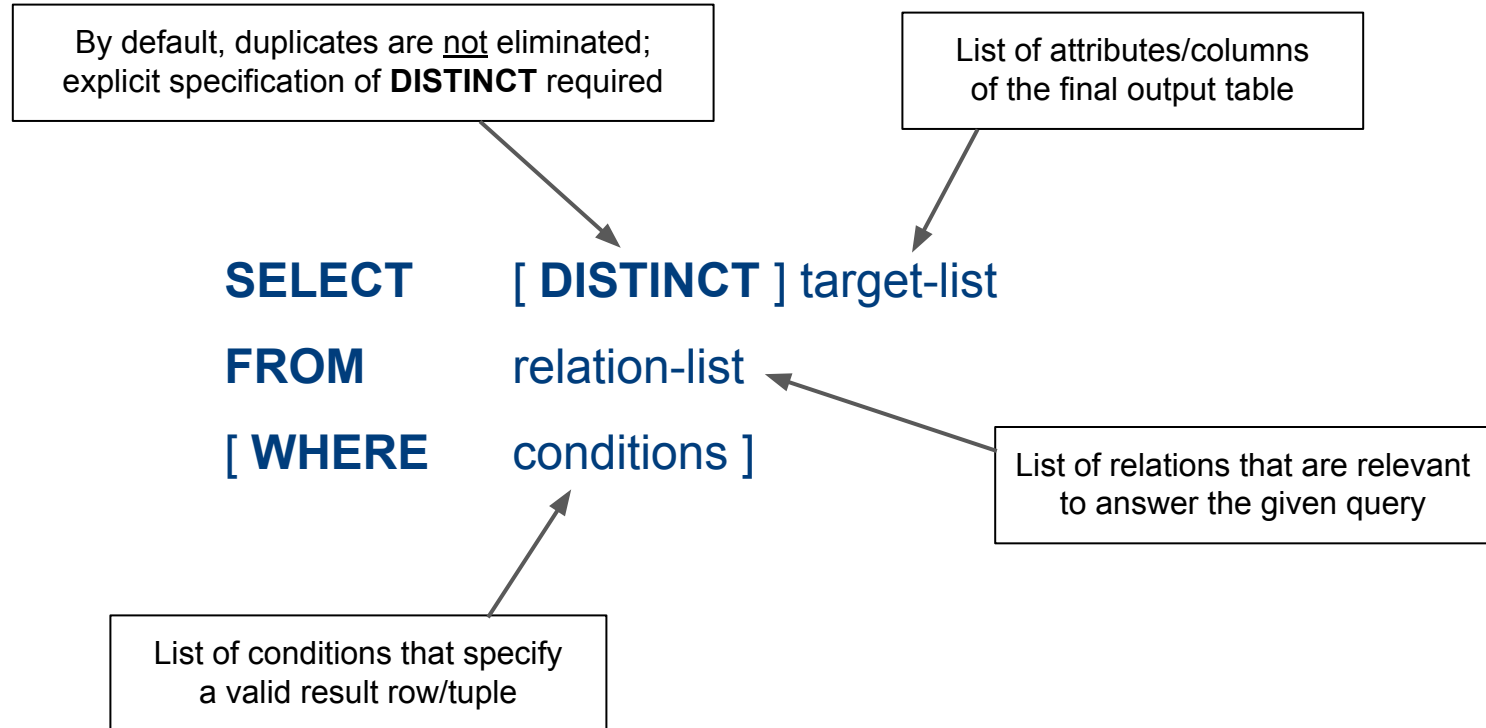 By default, duplicates are not eliminated;
explicit specification of DISTINCT required
List of attributes/columns
of the final output table
SELECT [ DISTINCT ] target-list
FROM relation-list
[ WHERE conditions ]
List of relations that are relevant
to answer the given query
List of conditions that specify
a valid result row/tuple